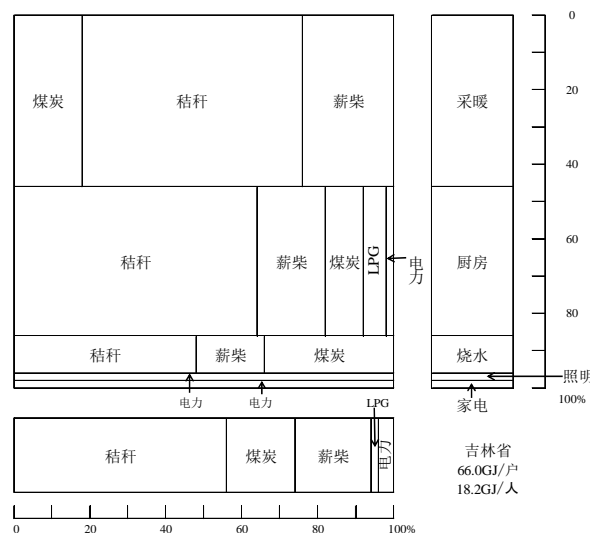 煤炭 秸秆 薪柴 采暖 0
20
40
秸秆 薪柴 煤炭 LPG 电力 厨房 60
80
秸秆 薪柴 煤炭 烧水
照明
电力 电力 LPG 家电 100%
秸秆 煤炭 薪柴 电力
吉林省
66.0GJ/户
18.2GJ/人
0 20 40 60 80 100%